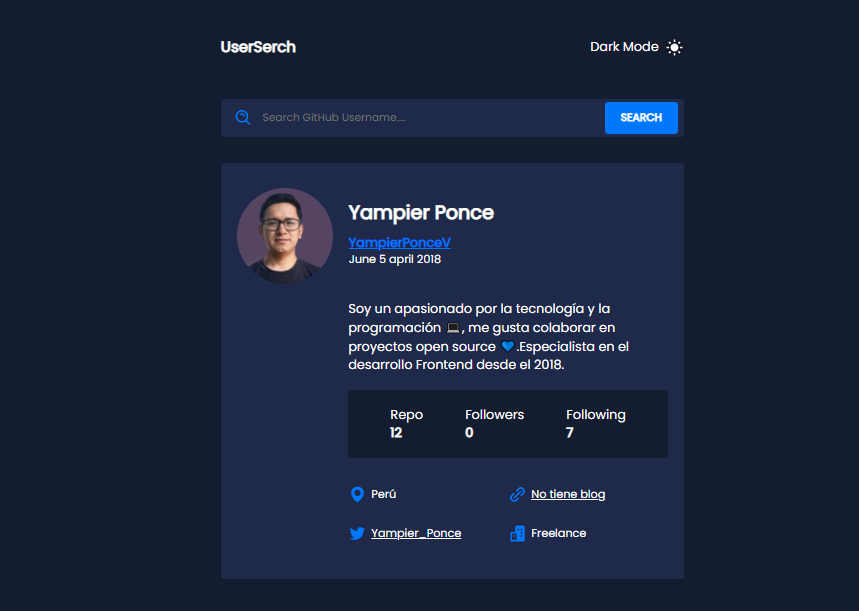 UserSerch
Dark Mode
Search GitHub Username....
SEARCH
Yampier Ponce
YampierPonceV
June 5 april 2018
Soy un apasionado por la tecnología y la
programación 💻, me gusta colaborar en
proyectos open source 💙.Especialista en el
desarrollo Frontend desde el 2018.
Repo Followers Following
12 0 7
Perú No tiene blog
Yampier_Ponce Freelance